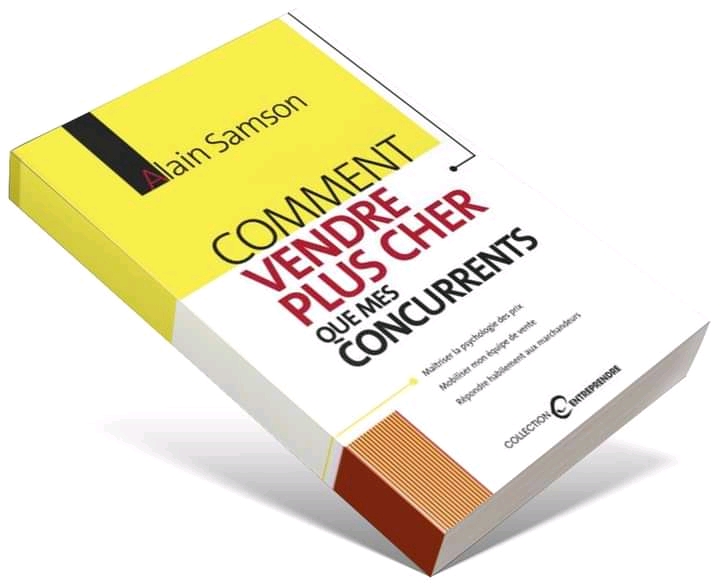 Alain Samson
COMMENT
VENDRE
PLUS CHER
QUE MES
CONCURRENTS
Maîtriser la psychologie des prix
Mobiliser mon équipe de vente
Répondre habilement aux marchandeurs
COLLECTION ENTREPRENDRE